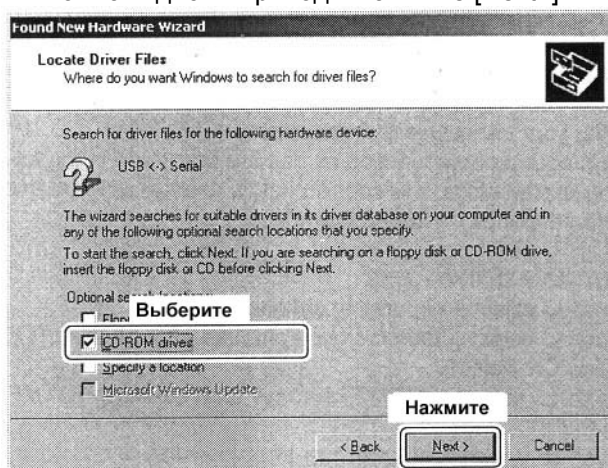 Found New Hardware Wizard
Locate Driver Files
Where do you want Windows to search for driver files?
Search for driver files for the following hardware device:
USB <-> Serial
The wizard searches for suitable drivers in its driver database on your computer and in
any of the following optional search locations that you specify.
To start the search, click Next. If you are searching on a floppy disk or CD-ROM drive,
insert the floppy disk or CD before clicking Next.
Optional
Выберите
CD-ROM drives
Specify a location
Microsoft Windows Update
Нажмите
< Back Next > Cancel